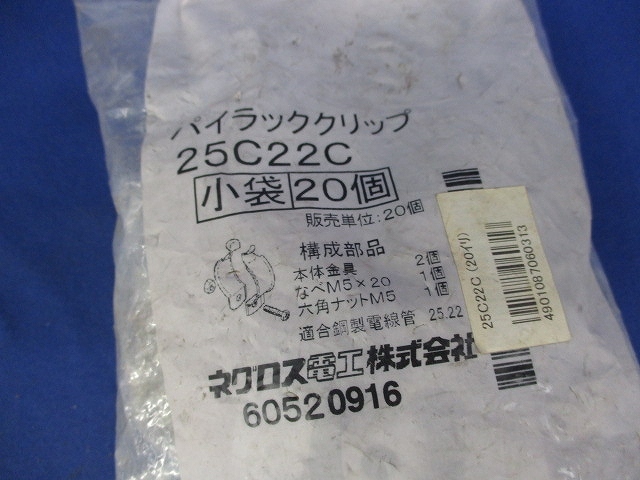 パイラッククリップ
25C22C
小袋 20個
販売単位:20個
構成部品
本体金具 2個
なべM5×20 1個
六角ナットM5 1個
適合鋼製電線管 25.22
ネグロス電工株式会社
60520916
25C22C (20イリ)
4901087060313